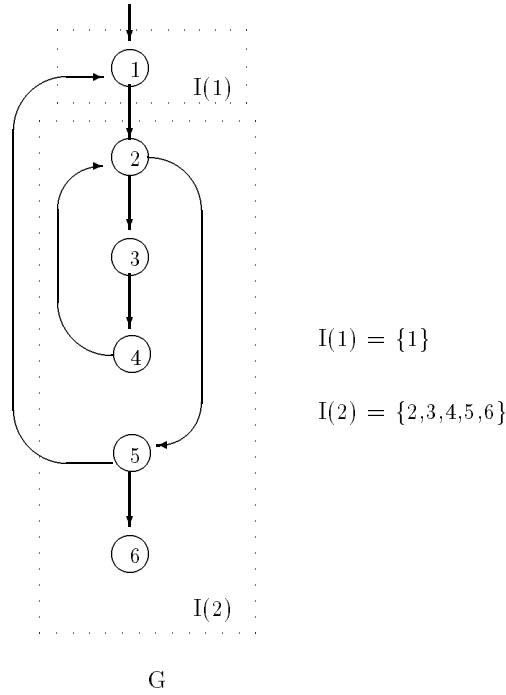 1
I(1)
2
3
I(1) = {1}
4
I(2) = {2,3,4,5,6}
5
6
I(2)
G